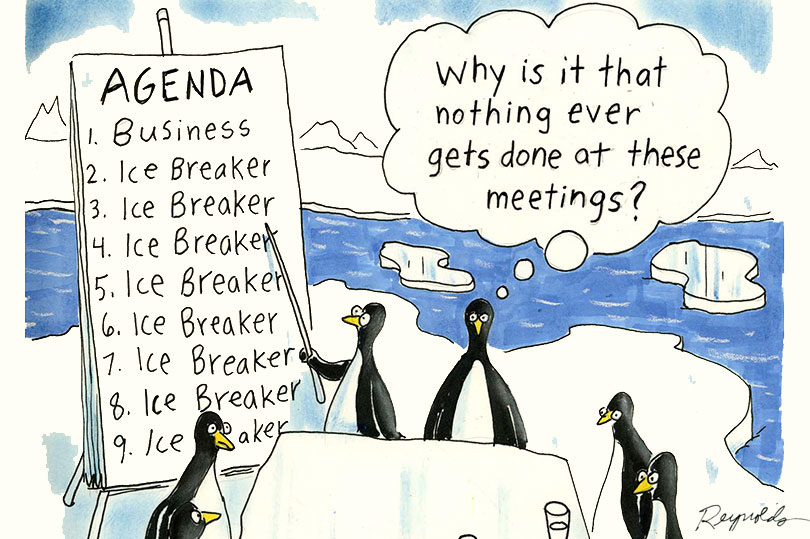 AGENDA
1. Business
2. Ice Breaker
3. Ice Breaker
4. Ice Breaker
5. Ice Breaker
6. Ice Breaker
7. Ice Breaker
8. Ice Breaker
9. Ice aker
Why is it that
nothing ever
gets done at these
meetings?
Reynolds